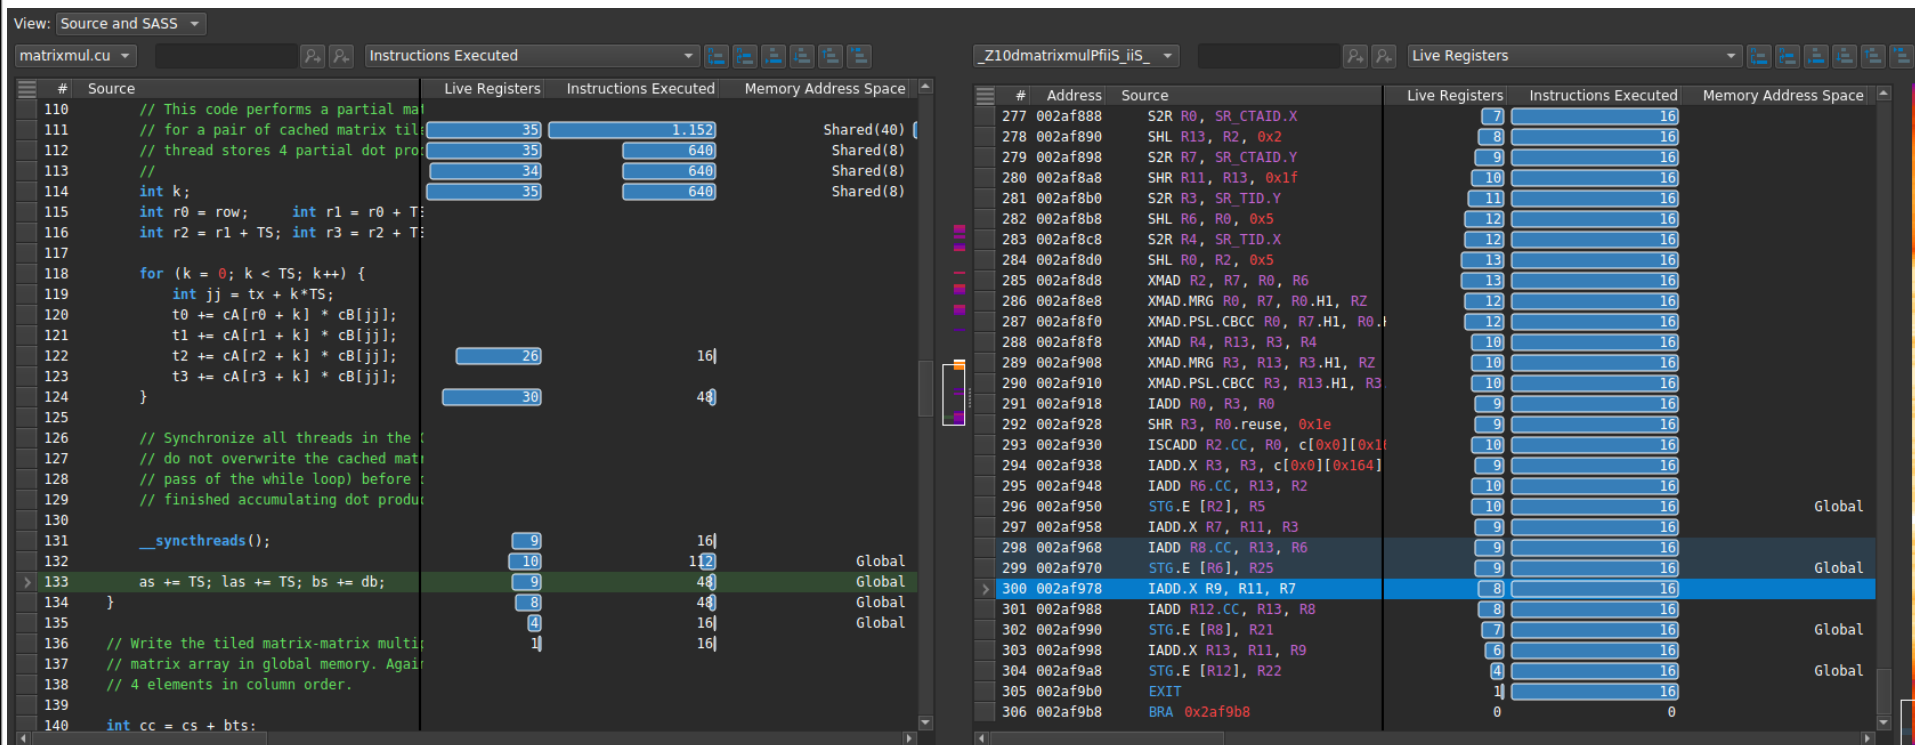 View: Source and SASS
matrixmul.cu Instructions Executed
# Source Live Registers Instructions Executed Memory Address Space
110 // This code performs a partial mat
111 // for a pair of cached matrix til 35 1.152 Shared(40)
112 // thread stores 4 partial dot pro 35 640 Shared(8)
113 // 34 640 Shared(8)
114 int k; 35 640 Shared(8)
115 int r0 = row; int r1 = r0 + T
116 int r2 = r1 + TS; int r3 = r2 + T
117
118 for (k = 0; k < TS; k++) {
119 int jj = tx + k*TS;
120 t0 += cA[r0 + k] * cB[jj];
121 t1 += cA[r1 + k] * cB[jj];
122 t2 += cA[r2 + k] * cB[jj]; 26 16
123 t3 += cA[r3 + k] * cB[jj];
124 } 30 48
125
126 // Synchronize all threads in the
127 // do not overwrite the cached mat
128 // pass of the while loop) before
129 // finished accumulating dot produ
130
131 __syncthreads(); 9 16
132 10 112 Global
133 as += TS; las += TS; bs += db; 9 48 Global
134 } 8 48 Global
135 4 16 Global
136 // Write the tiled matrix-matrix multi 1 16
137 // matrix array in global memory. Agai
138 // 4 elements in column order.
139
140 int cc = cs + bts;
_Z10dmatrixmulPfiiS_iiS_ Live Registers
# Address Source Live Registers Instructions Executed Memory Address Space
277 002af888 S2R R0, SR_CTAID.X 7 16
278 002af890 SHL R13, R2, 0x2 8 16
279 002af898 S2R R7, SR_CTAID.Y 9 16
280 002af8a8 SHR R11, R13, 0x1f 10 16
281 002af8b0 S2R R3, SR_TID.Y 11 16
282 002af8b8 SHL R6, R0, 0x5 12 16
283 002af8c8 S2R R4, SR_TID.X 12 16
284 002af8d0 SHL R0, R2, 0x5 13 16
285 002af8d8 XMAD R2, R7, R0, R6 13 16
286 002af8e8 XMAD.MRG R0, R7, R0.H1, RZ 12 16
287 002af8f0 XMAD.PSL.CBCC R0, R7.H1, R0. 12 16
288 002af8f8 XMAD R4, R13, R3, R4 10 16
289 002af908 XMAD.MRG R3, R13, R3.H1, RZ 10 16
290 002af910 XMAD.PSL.CBCC R3, R13.H1, R3 10 16
291 002af918 IADD R0, R3, R0 9 16
292 002af928 SHR R3, R0.reuse, 0x1e 9 16
293 002af930 ISCADD R2.CC, R0, c[0x0][0x1 10 16
294 002af938 IADD.X R3, R3, c[0x0][0x164] 9 16
295 002af948 IADD R6.CC, R13, R2 10 16
296 002af950 STG.E [R2], R5 10 16 Global
297 002af958 IADD.X R7, R11, R3 9 16
298 002af968 IADD R8.CC, R13, R6 9 16
299 002af970 STG.E [R6], R25 9 16 Global
300 002af978 IADD.X R9, R11, R7 8 16
301 002af988 IADD R12.CC, R13, R8 8 16
302 002af990 STG.E [R8], R21 7 16 Global
303 002af998 IADD.X R13, R11, R9 6 16
304 002af9a8 STG.E [R12], R22 4 16 Global
305 002af9b0 EXIT 1 16
306 002af9b8 BRA 0x2af9b8 0 0